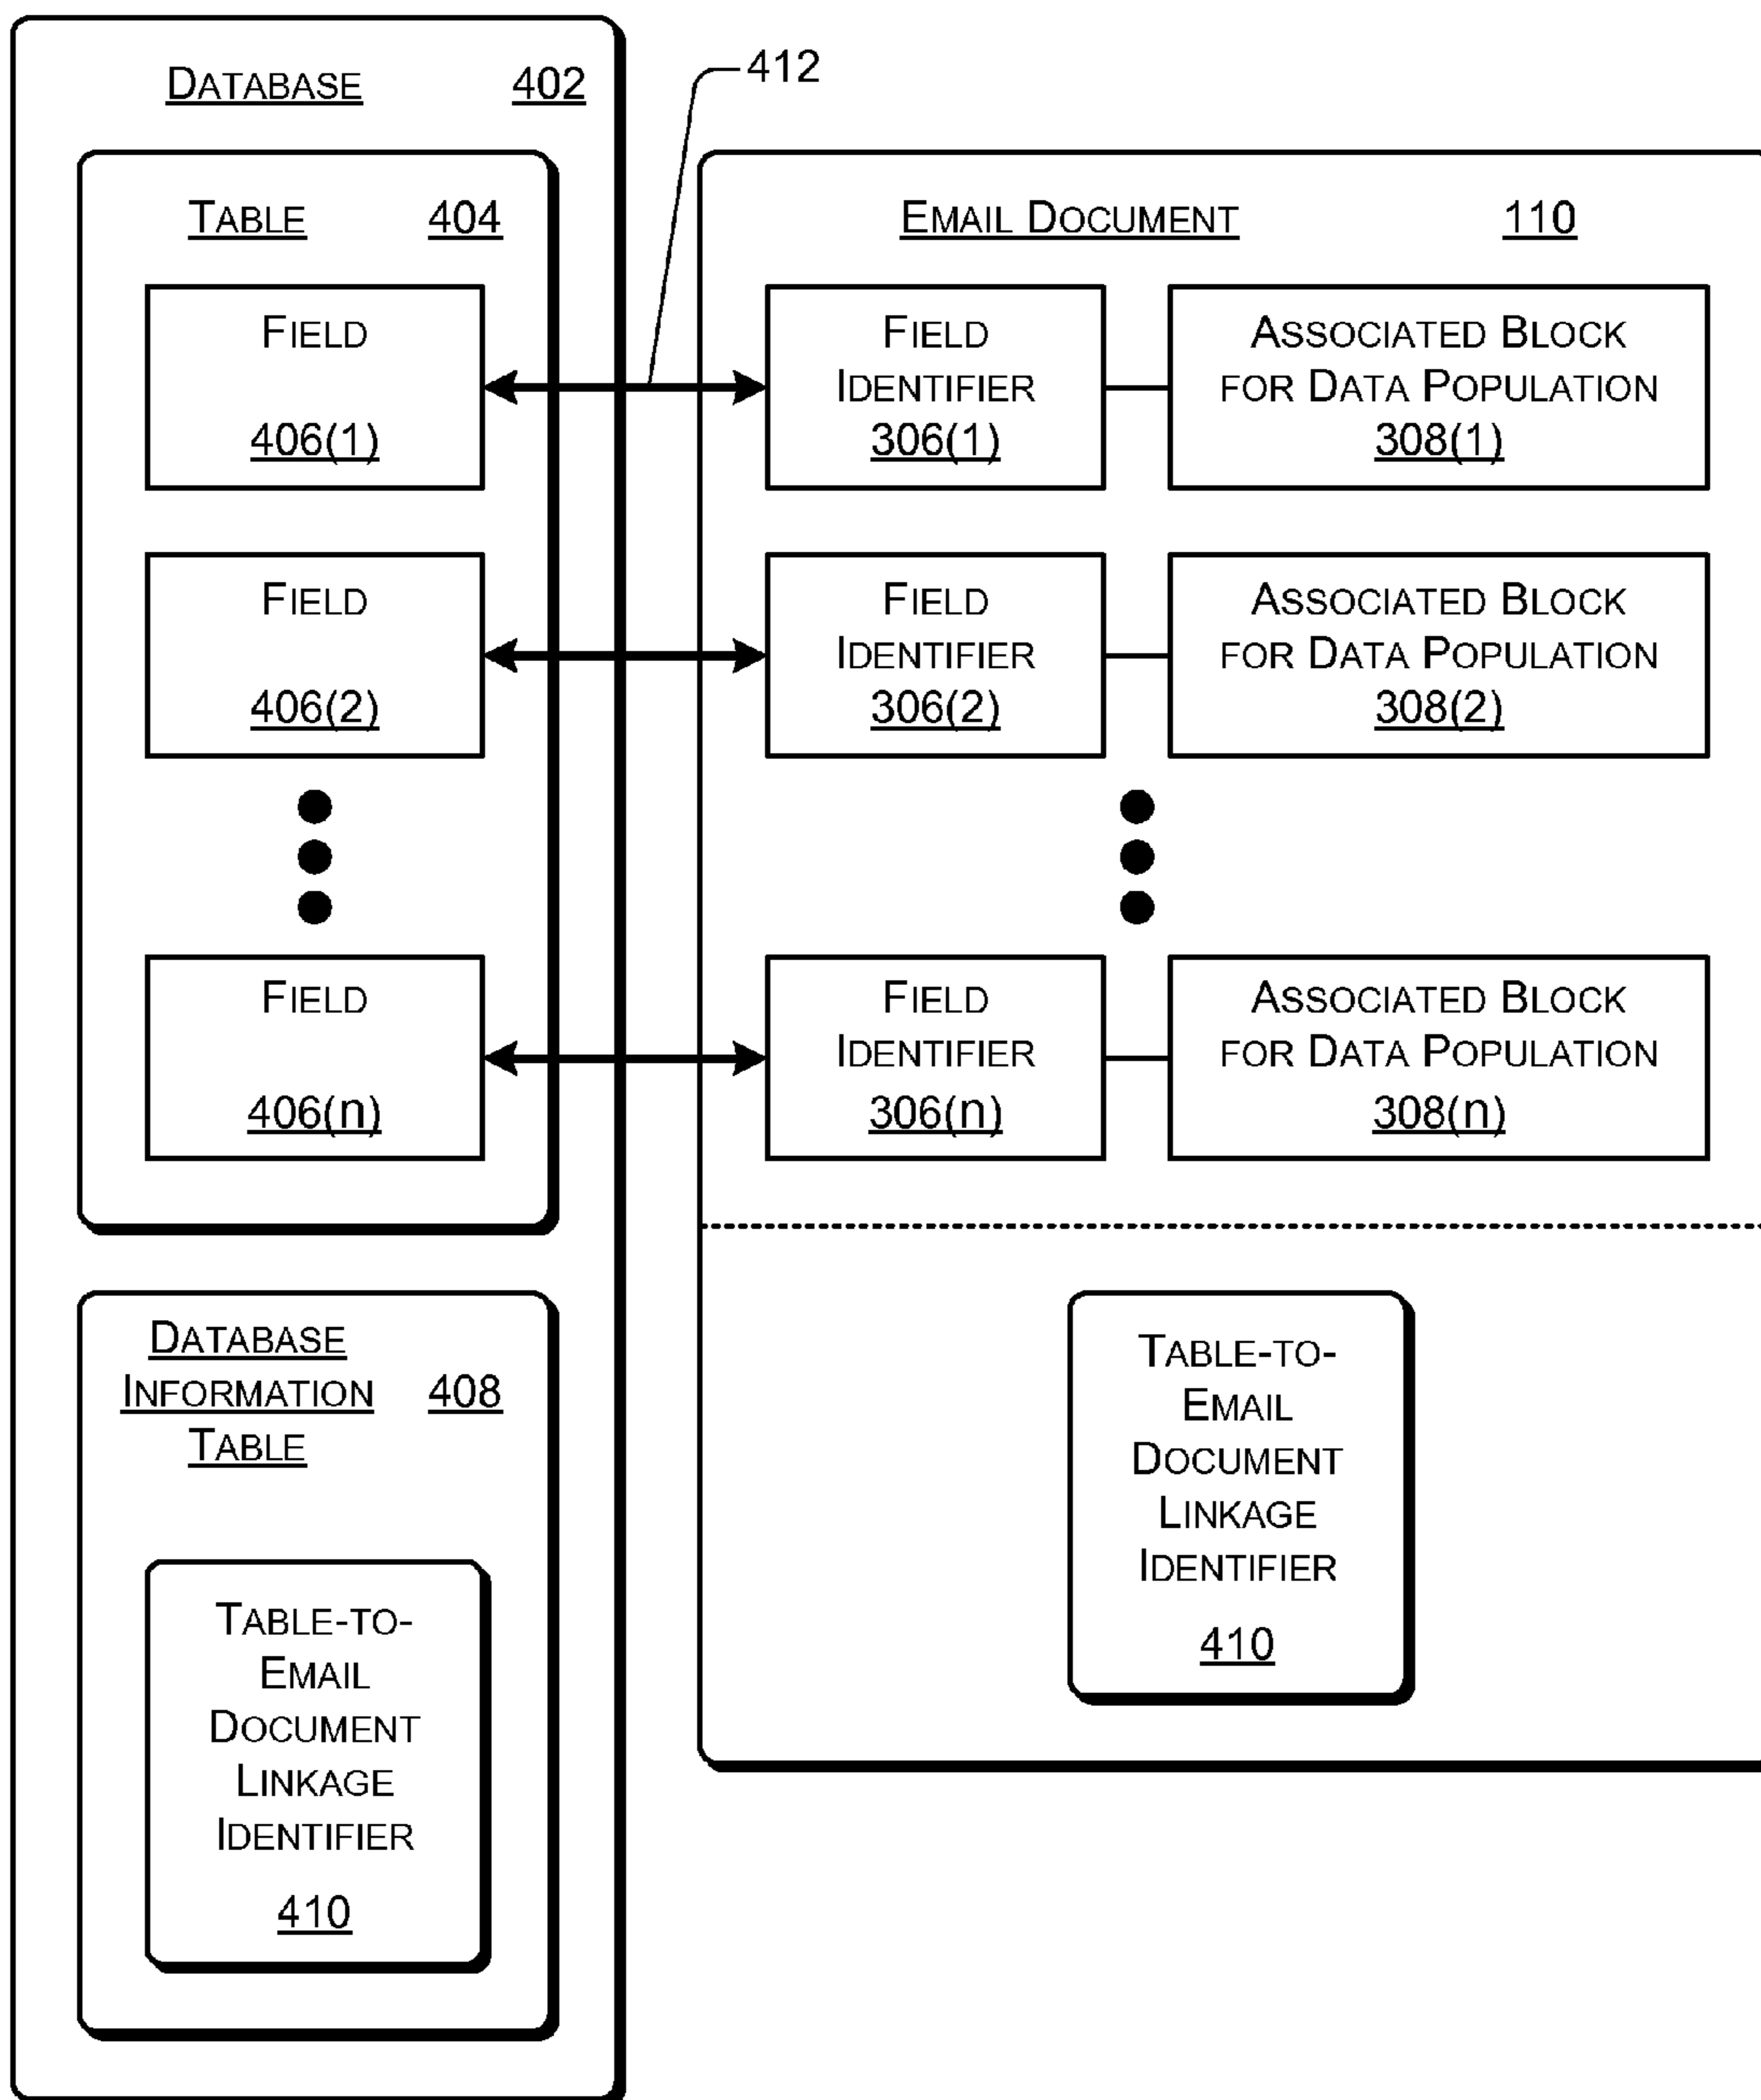 DATABASE 402
412
TABLE 404
EMAIL DOCUMENT 110
FIELD
406(1)
FIELD
IDENTIFIER
306(1)
ASSOCIATED BLOCK
FOR DATA POPULATION
308(1)
FIELD
406(2)
FIELD
IDENTIFIER
306(2)
ASSOCIATED BLOCK
FOR DATA POPULATION
308(2)
FIELD
406(n)
FIELD
IDENTIFIER
306(n)
ASSOCIATED BLOCK
FOR DATA POPULATION
308(n)
DATABASE
INFORMATION 408
TABLE
TABLE-TO-
EMAIL
DOCUMENT
LINKAGE
IDENTIFIER
410
TABLE-TO-
EMAIL
DOCUMENT
LINKAGE
IDENTIFIER
410